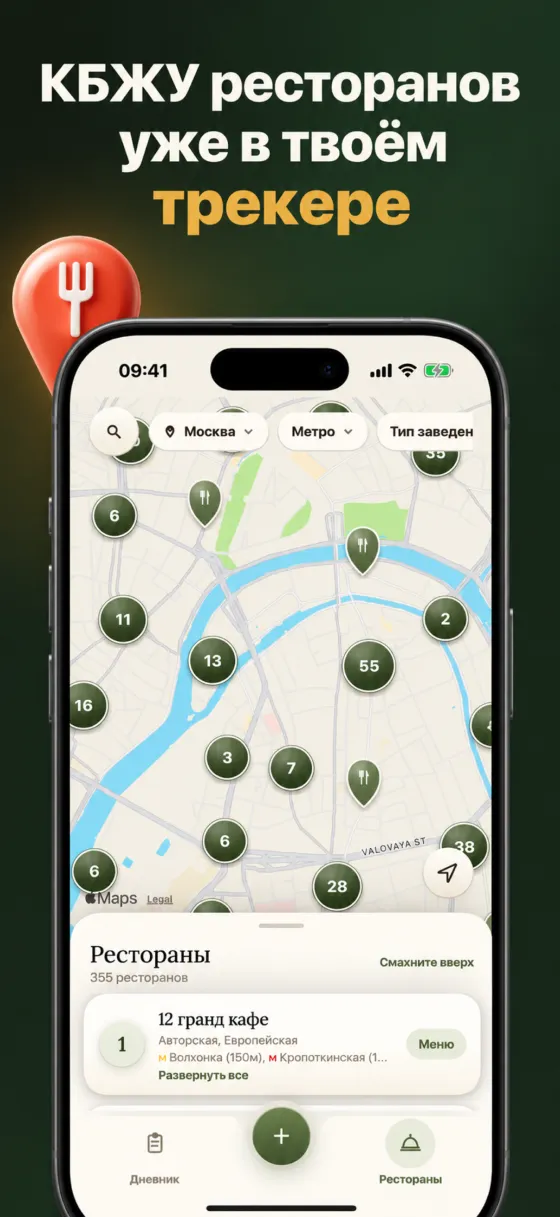 КБЖУ ресторанов
уже в твоём
трекере
09:41
Москва
Метро
Тип заведен
35
6
11
2
13
55
16
3
7
6
VALOVAYA ST
38
6
28
Maps
Legal
Рестораны
355 ресторанов
Смахните вверх
1
12 гранд кафе
Авторская, Европейская
м Волхонка (150м), м Кропоткинская (1...
Развернуть все
Меню
+
Дневник
Рестораны